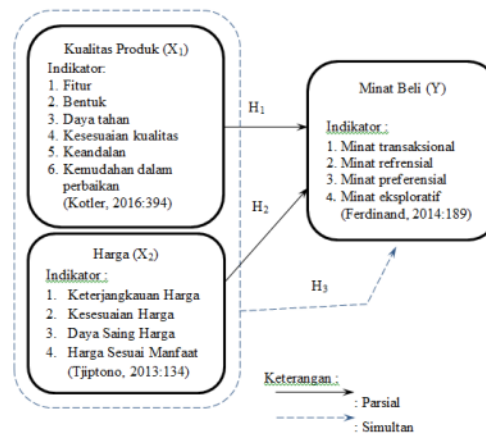 Kualitas Produk (X₁)
Indikator:
1. Fitur
2. Bentuk
3. Daya tahan
4. Kesesuaian kualitas
5. Keandalan
6. Kemudahan dalam
perbaikan
(Kotler, 2016:394)
H₁
Minat Beli (Y)
Indikator :
1. Minat transaksional
2. Minat refrensial
3. Minat preferensial
4. Minat eksploratif
(Ferdinand, 2014:189)
H₂
Harga (X₂)
Indikator :
1. Keterjangkauan Harga
2. Kesesuaian Harga
3. Daya Saing Harga
4. Harga Sesuai Manfaat
(Tjiptono, 2013:134)
H₃
Keterangan :
: Parsial
: Simultan